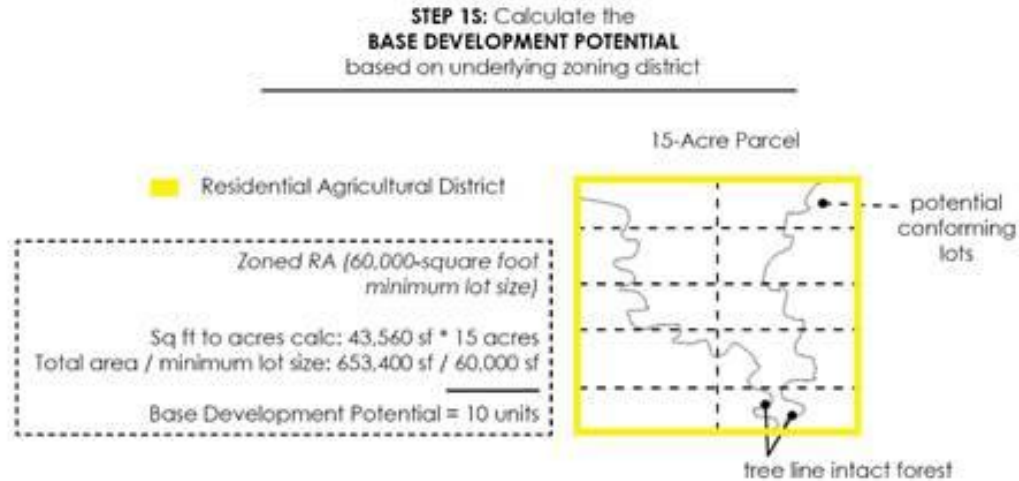 STEP 1S: Calculate the
BASE DEVELOPMENT POTENTIAL
based on underlying zoning district
15-Acre Parcel
Residential Agricultural District
potential
conforming
lots
Zoned RA (60,000-square foot
minimum lot size)
Sq ft to acres calc: 43,560 sf * 15 acres
Total area / minimum lot size: 653,400 sf / 60,000 sf
Base Development Potential = 10 units
tree line intact forest